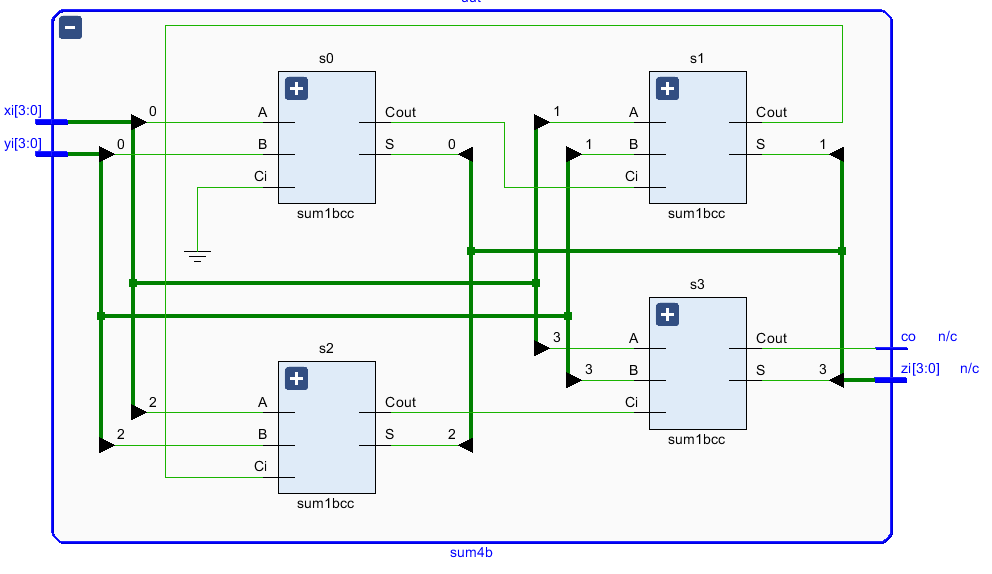 s0
s1
xi[3:0]
0
A
Cout
1
A
Cout
yi[3:0]
0
B
S
0
1
B
S
1
Ci
Ci
sum1bcc
sum1bcc
s3
s2
3
A
Cout
co
n/c
3
B
S
3
zi[3:0]
n/c
2
A
Cout
Ci
2
B
S
2
sum1bcc
Ci
sum1bcc
sum4b